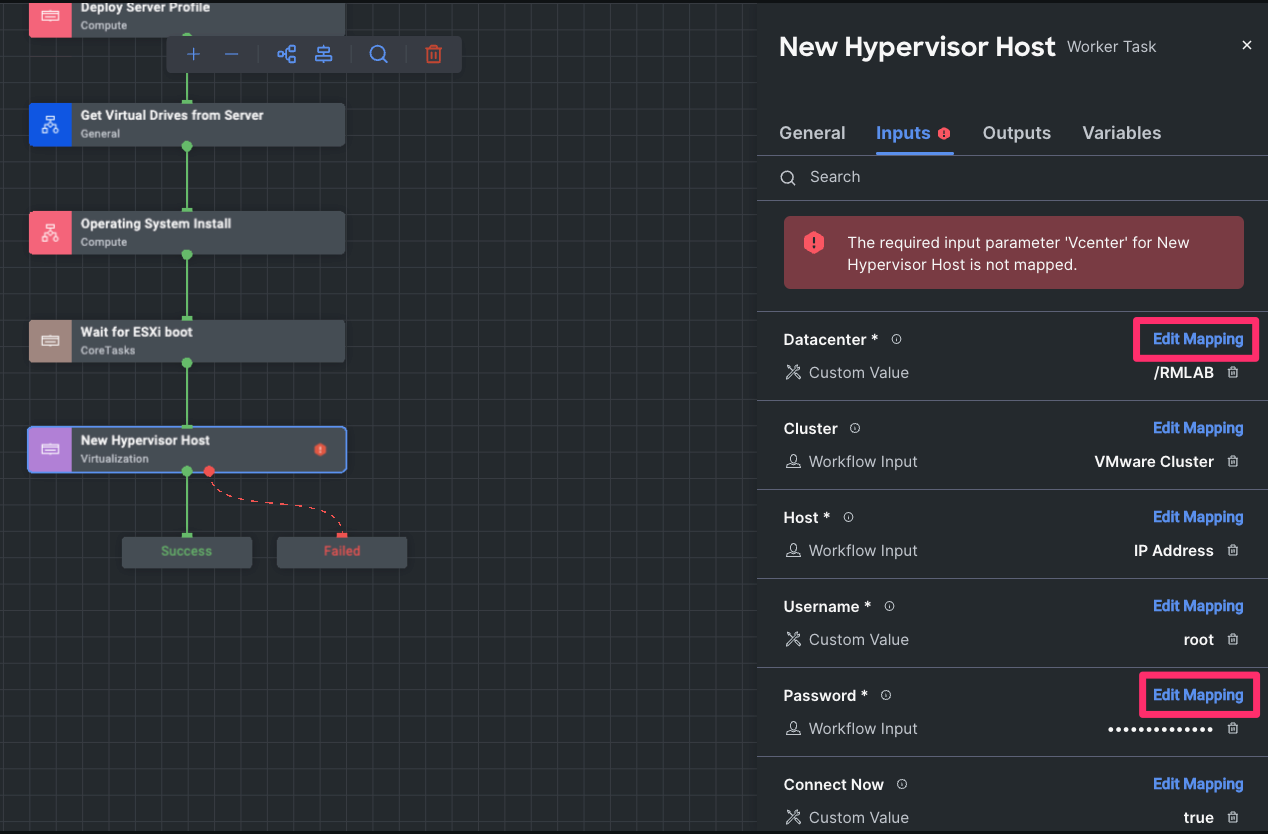 Deploy Server Profile
Compute
Get Virtual Drives from Server
General
Operating System Install
Compute
Wait for ESXi boot
CoreTasks
New Hypervisor Host
Virtualization
Success
Failed
New Hypervisor Host Worker Task
General Inputs Outputs Variables
Search
The required input parameter 'Vcenter' for New
Hypervisor Host is not mapped.
Datacenter * Edit Mapping
Custom Value /RMLAB
Cluster Edit Mapping
Workflow Input VMware Cluster
Host * Edit Mapping
Workflow Input IP Address
Username * Edit Mapping
Custom Value root
Password * Edit Mapping
Workflow Input ••••••••••••••
Connect Now Edit Mapping
Custom Value true